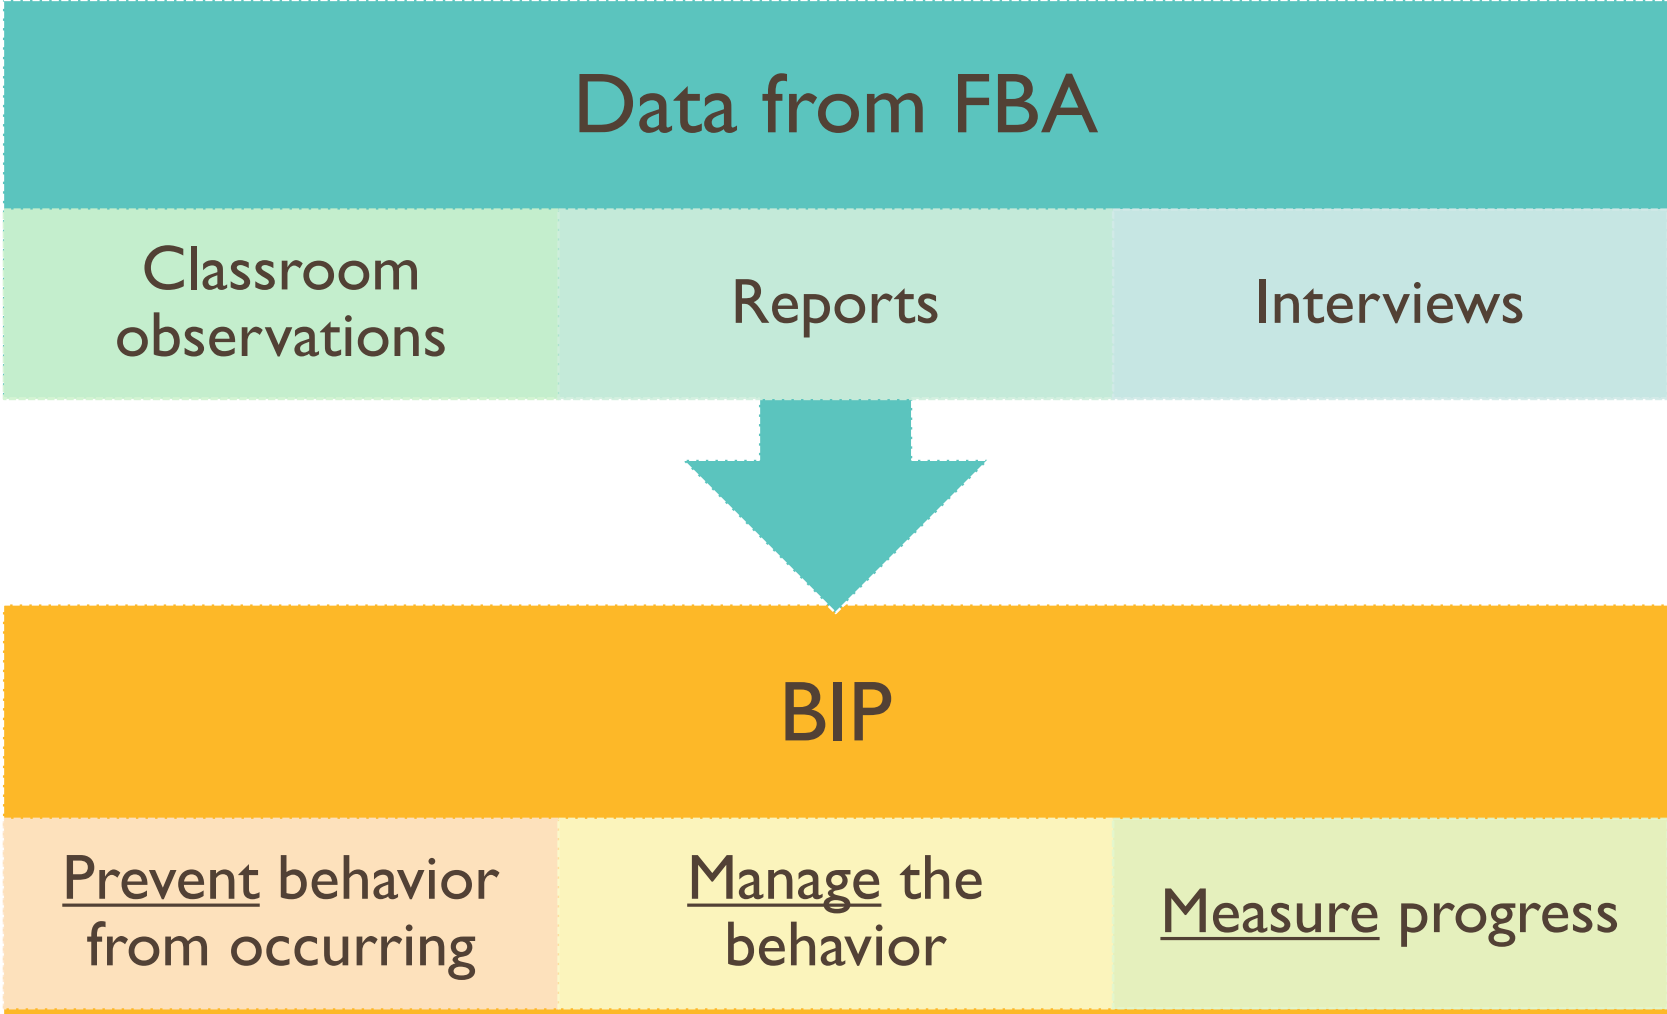 Data from FBA
Classroom
observations
Reports
Interviews
BIP
Prevent behavior
from occurring
Manage the
behavior
Measure progress